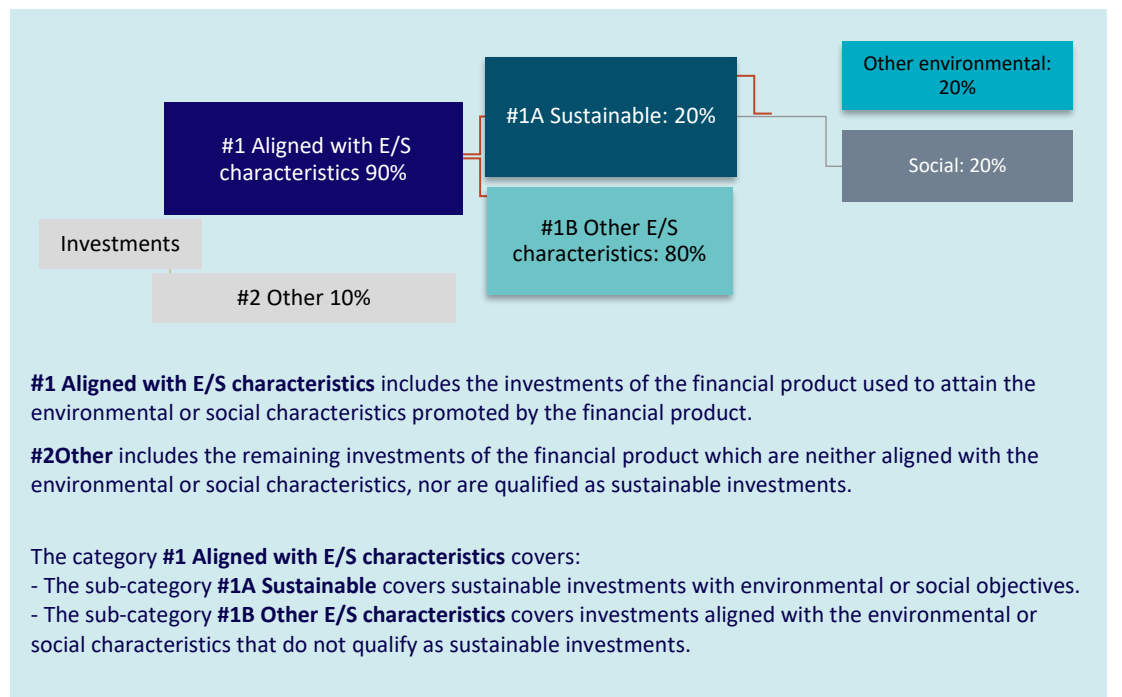 Other environmental:
20%
#1A Sustainable: 20%
#1 Aligned with E/S
characteristics 90%
Social: 20%
#1B Other E/S
characteristics: 80%
Investments
#2 Other 10%
#1 Aligned with E/S characteristics includes the investments of the financial product used to attain the
environmental or social characteristics promoted by the financial product.
#2Other includes the remaining investments of the financial product which are neither aligned with the
environmental or social characteristics, nor are qualified as sustainable investments.
The category #1 Aligned with E/S characteristics covers:
- The sub-category #1A Sustainable covers sustainable investments with environmental or social objectives.
- The sub-category #1B Other E/S characteristics covers investments aligned with the environmental or
social characteristics that do not qualify as sustainable investments.